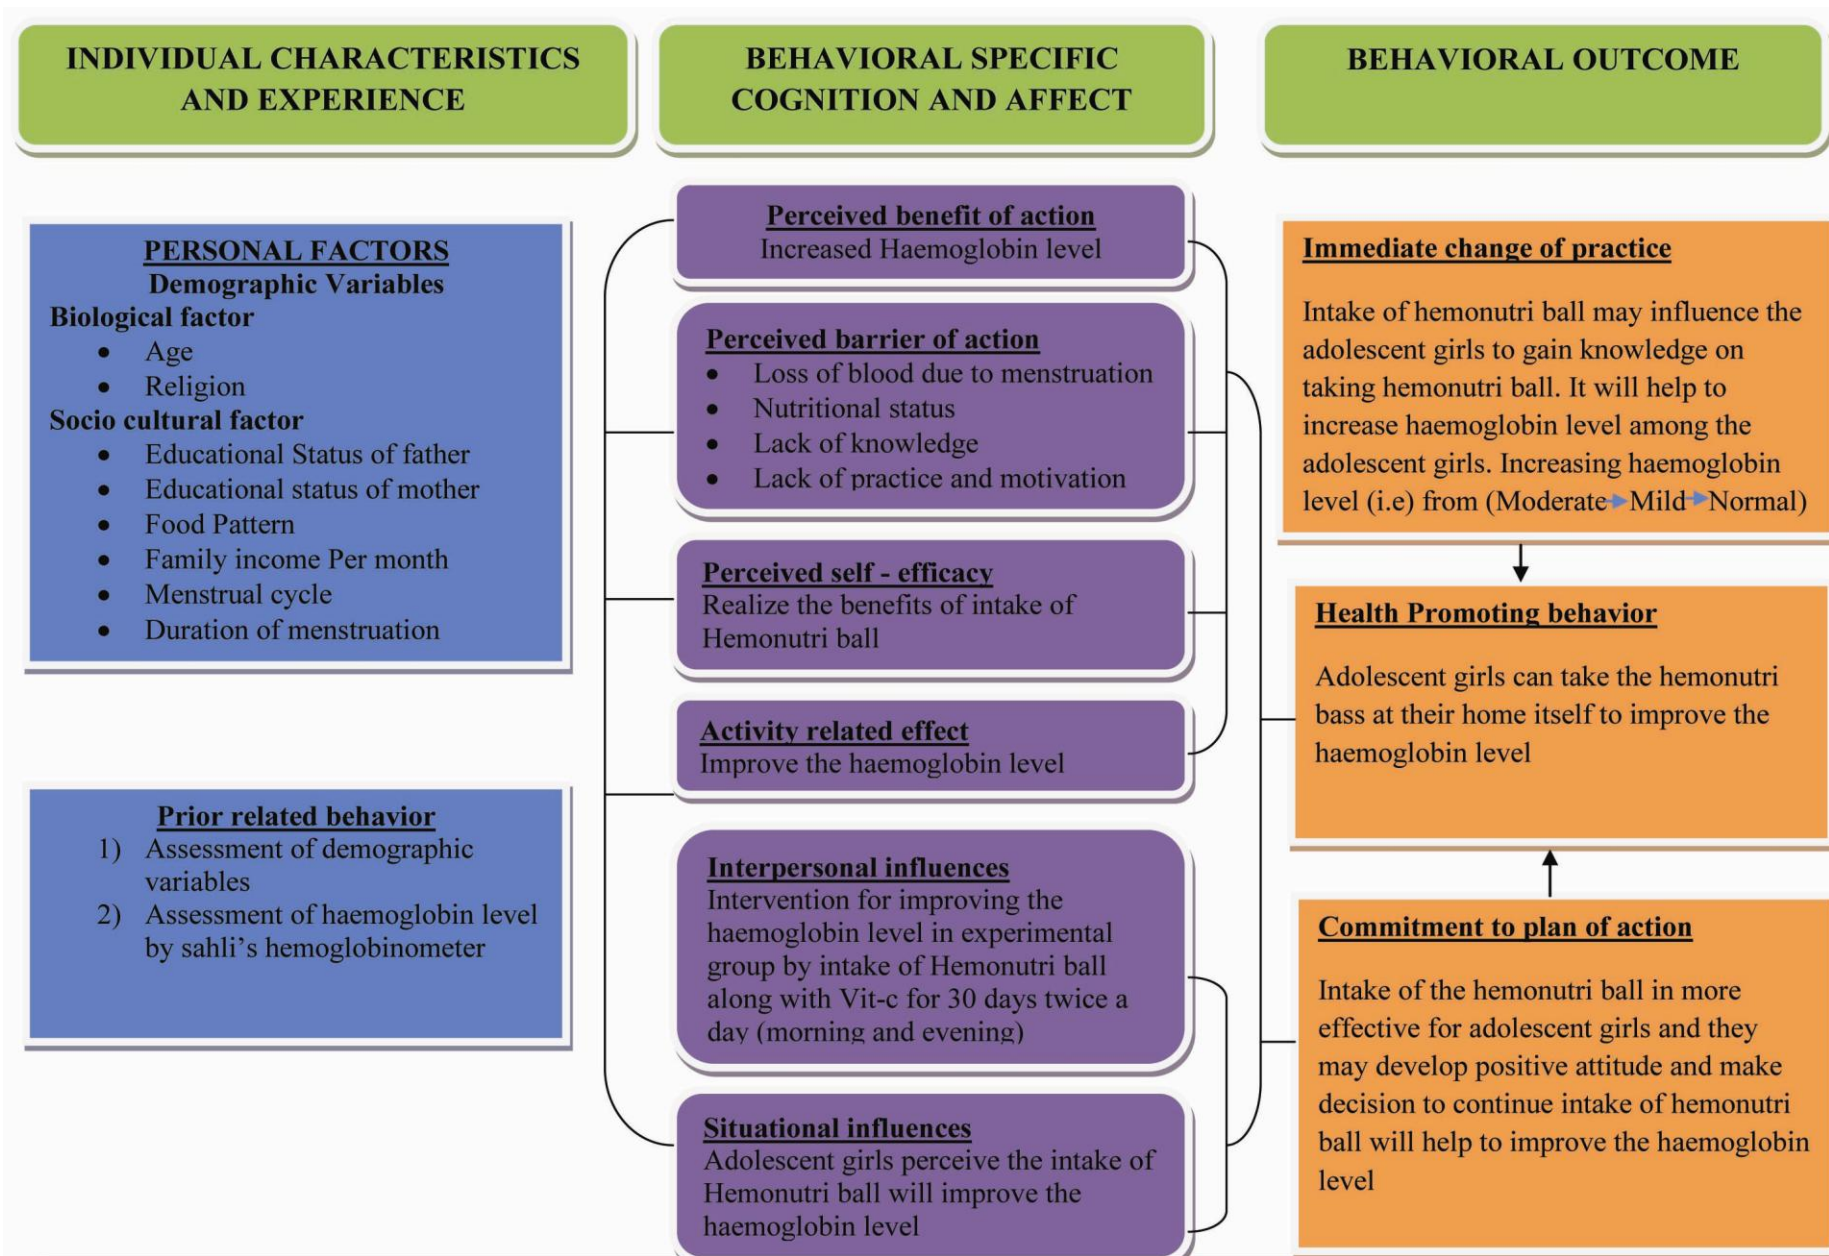 INDIVIDUAL CHARACTERISTICS
AND EXPERIENCE
BEHAVIORAL SPECIFIC
COGNITION AND AFFECT
BEHAVIORAL OUTCOME
PERSONAL FACTORS
Demographic Variables
Biological factor
• Age
• Religion
Socio cultural factor
• Educational Status of father
• Educational status of mother
• Food Pattern
• Family income Per month
• Menstrual cycle
• Duration of menstruation
Prior related behavior
1) Assessment of demographic
variables
2) Assessment of haemoglobin level
by sahli’s hemoglobinometer
Perceived benefit of action
Increased Haemoglobin level
Perceived barrier of action
• Loss of blood due to menstruation
• Nutritional status
• Lack of knowledge
• Lack of practice and motivation
Perceived self - efficacy
Realize the benefits of intake of
Hemonutri ball
Activity related effect
Improve the haemoglobin level
Interpersonal influences
Intervention for improving the
haemoglobin level in experimental
group by intake of Hemonutri ball
along with Vit-c for 30 days twice a
day (morning and evening)
Situational influences
Adolescent girls perceive the intake of
Hemonutri ball will improve the
haemoglobin level
Immediate change of practice
Intake of hemonutri ball may influence the
adolescent girls to gain knowledge on
taking hemonutri ball. It will help to
increase haemoglobin level among the
adolescent girls. Increasing haemoglobin
level (i.e) from (Moderate→Mild→Normal)
Health Promoting behavior
Adolescent girls can take the hemonutri
bass at their home itself to improve the
haemoglobin level
Commitment to plan of action
Intake of the hemonutri ball in more
effective for adolescent girls and they
may develop positive attitude and make
decision to continue intake of hemonutri
ball will help to improve the haemoglobin
level